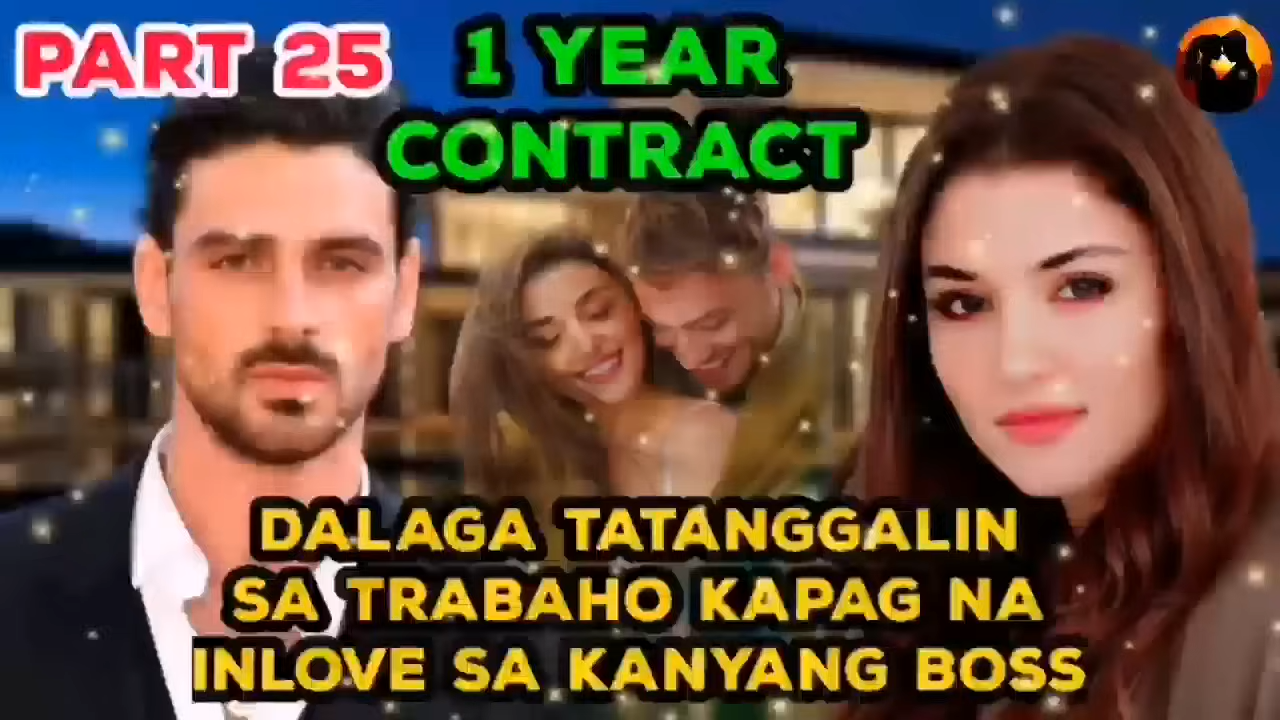 PART 25
1 YEAR
CONTRACT
DALAGA TATANGGALIN
SA TRABAHO KAPAG NA
INLOVE SA KANYANG BOSS